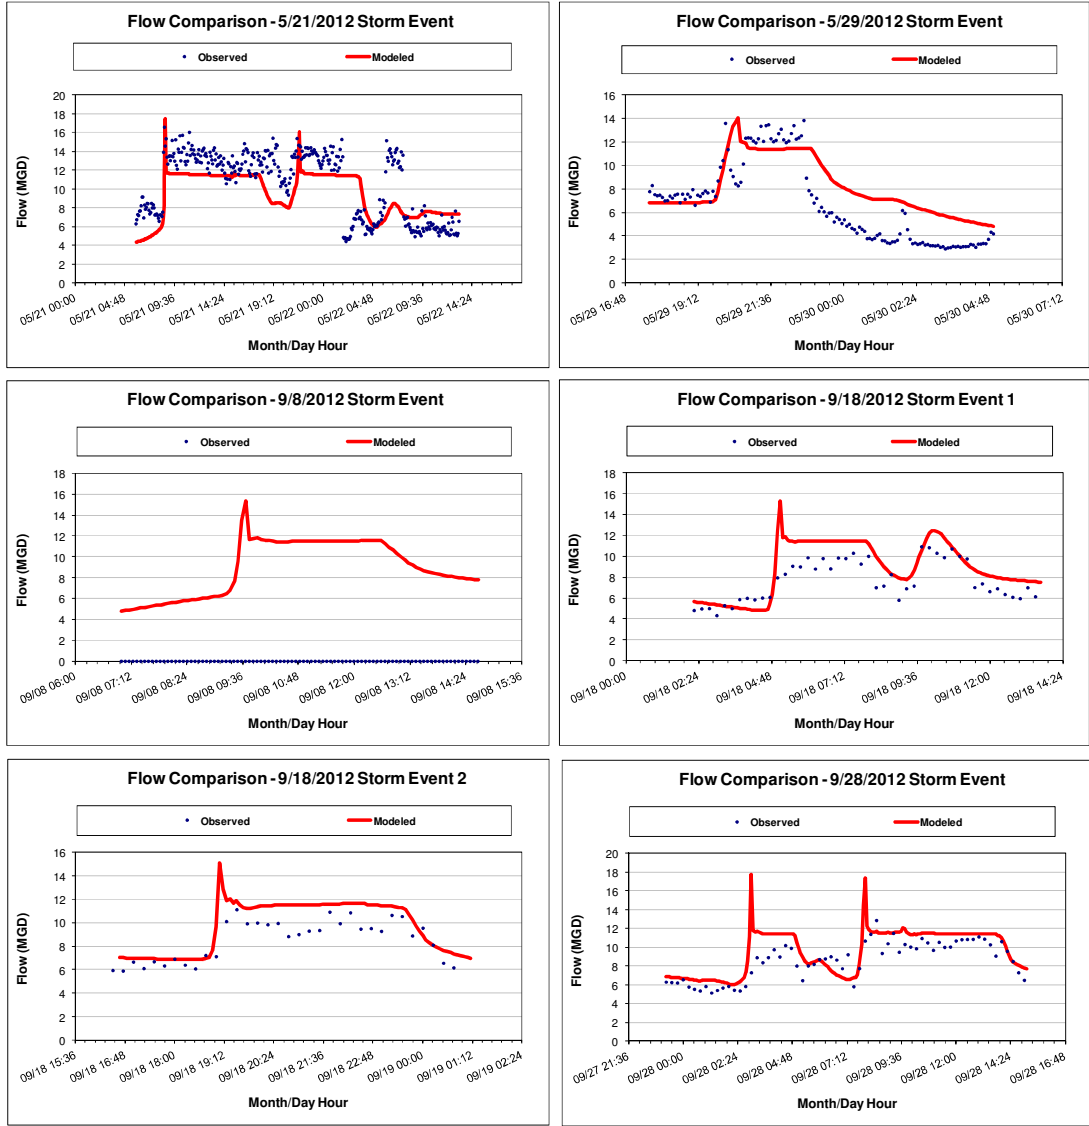 Flow Comparison - 5/21/2012 Storm Event
Observed Modeled
20
18
16
14
12
10
8
6
4
2
0
Flow (MGD)
05/21 00:00 05/21 04:48 05/21 09:36 05/21 14:24 05/21 19:12 05/22 00:00 05/22 04:48 05/22 09:36 05/22 14:24
Month/Day Hour
Flow Comparison - 5/29/2012 Storm Event
Observed Modeled
16
14
12
10
8
6
4
2
0
Flow (MGD)
05/29 16:48 05/29 19:12 05/29 21:36 05/30 00:00 05/30 02:24 05/30 04:48 05/30 07:12
Month/Day Hour
Flow Comparison - 9/8/2012 Storm Event
Observed Modeled
18
16
14
12
10
8
6
4
2
0
Flow (MGD)
09/08 06:00 09/08 07:12 09/08 08:24 09/08 09:36 09/08 10:48 09/08 12:00 09/08 13:12 09/08 14:24 09/08 15:36
Month/Day Hour
Flow Comparison - 9/18/2012 Storm Event 1
Observed Modeled
18
16
14
12
10
8
6
4
2
0
Flow (MGD)
09/18 00:00 09/18 02:24 09/18 04:48 09/18 07:12 09/18 09:36 09/18 12:00 09/18 14:24
Month/Day Hour
Flow Comparison - 9/18/2012 Storm Event 2
Observed Modeled
16
14
12
10
8
6
4
2
0
Flow (MGD)
09/18 15:36 09/18 16:48 09/18 18:00 09/18 19:12 09/18 20:24 09/18 21:36 09/18 22:48 09/19 00:00 09/19 01:12 09/19 02:24
Month/Day Hour
Flow Comparison - 9/28/2012 Storm Event
Observed Modeled
20
18
16
14
12
10
8
6
4
2
0
Flow (MGD)
09/27 21:36 09/28 00:00 09/28 02:24 09/28 04:48 09/28 07:12 09/28 09:36 09/28 12:00 09/28 14:24 09/28 16:48
Month/Day Hour